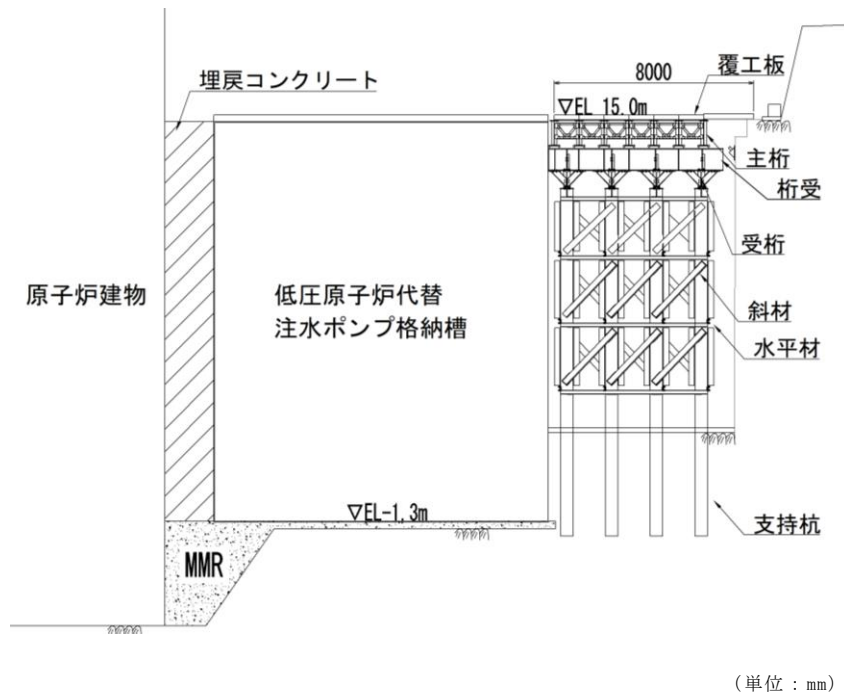 埋戻コンクリート
8000
覆工板
▽EL 15.0m
主桁
桁受
受桁
原子炉建物
低圧原子炉代替
注水ポンプ格納槽
斜材
水平材
▽EL-1.3m
支持杭
MMR
(単位：mm)